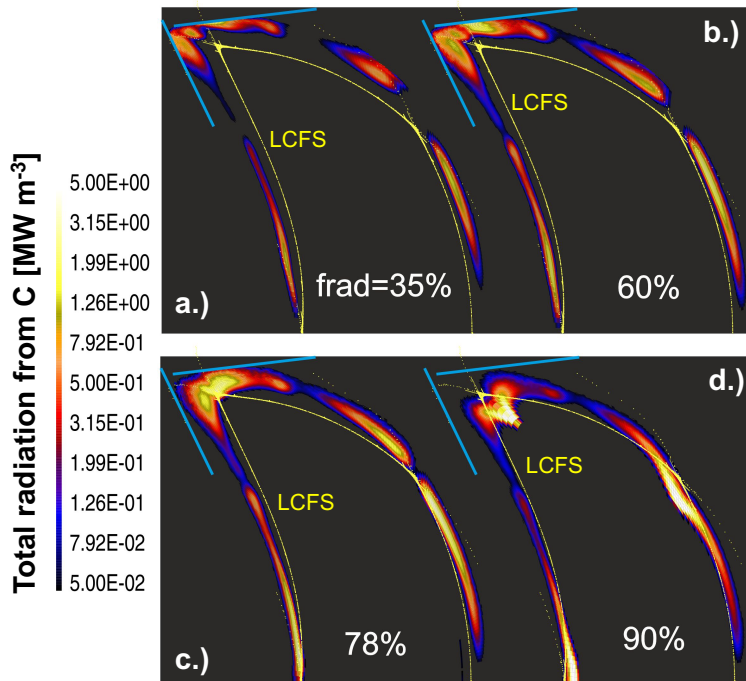 b.)
LCFS
LCFS
a.)
frad=35%
60%
Total radiation from C [MW m-3]
5.00E+00
3.15E+00
1.99E+00
1.26E+00
7.92E-01
5.00E-01
3.15E-01
1.99E-01
1.26E-01
7.92E-02
5.00E-02
d.)
LCFS
LCFS
c.)
78%
90%